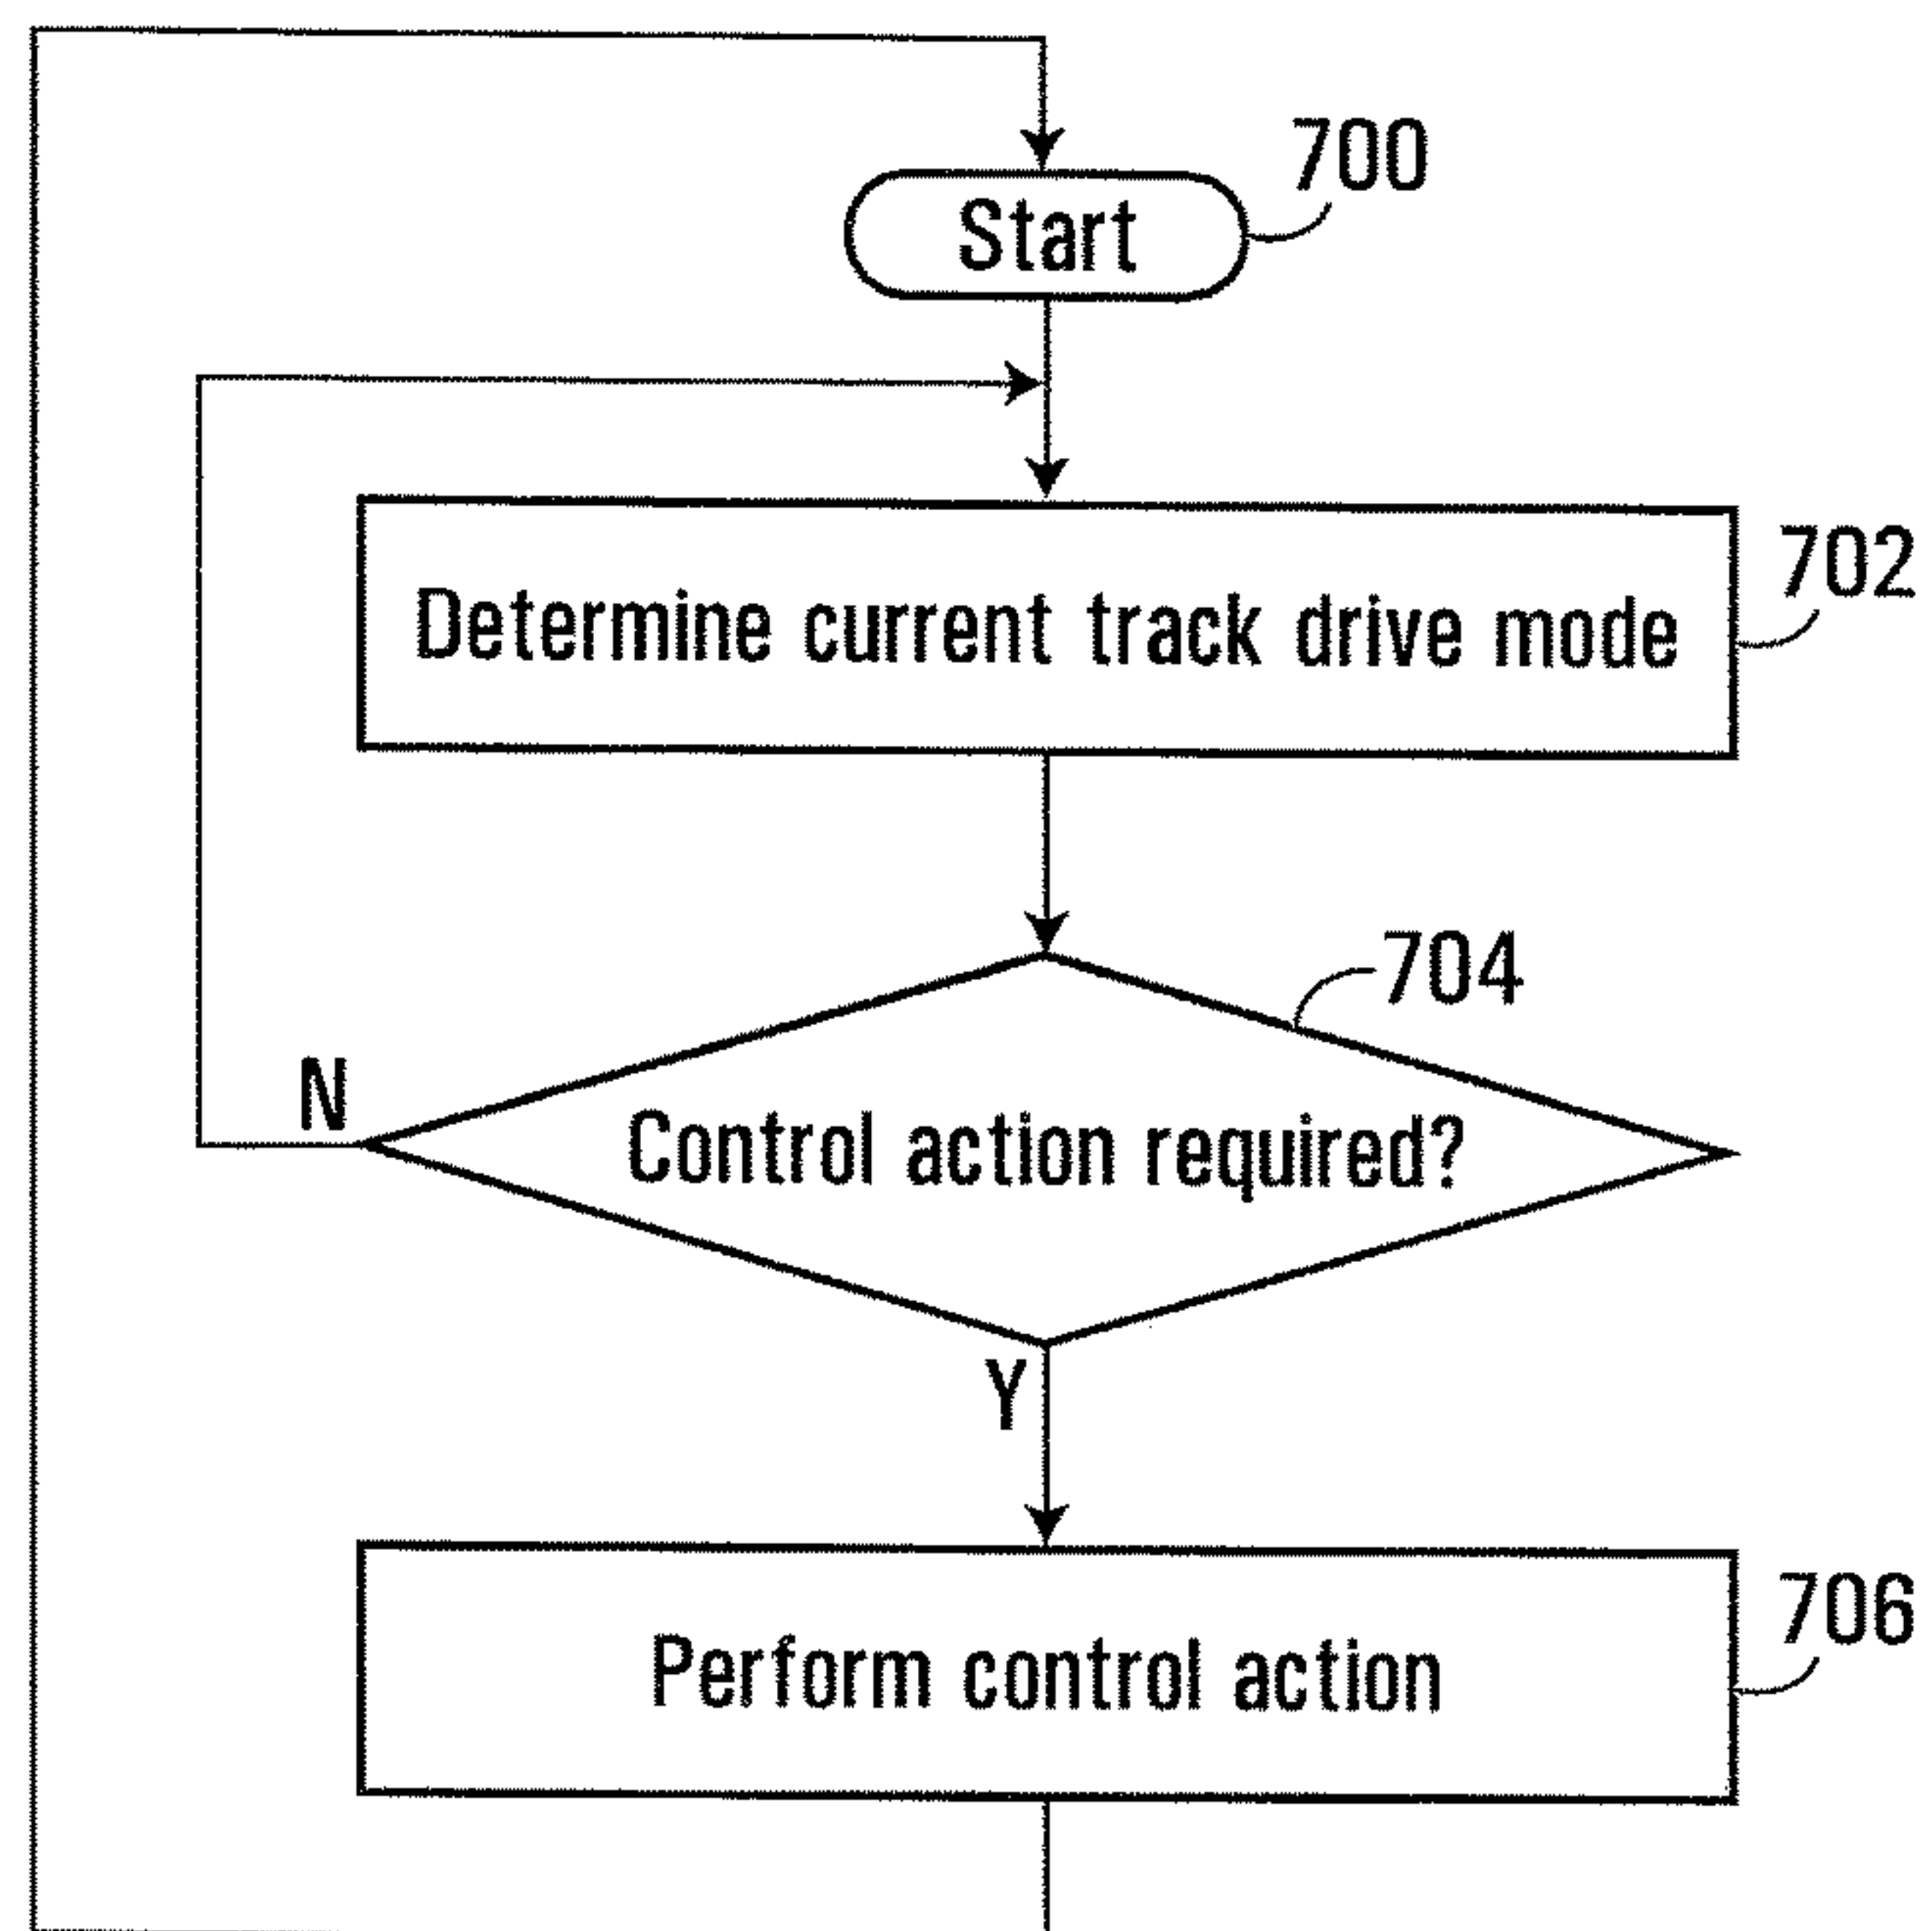 700
Start
702
Determine current track drive mode
704
N
Control action required?
Y
706
Perform control action